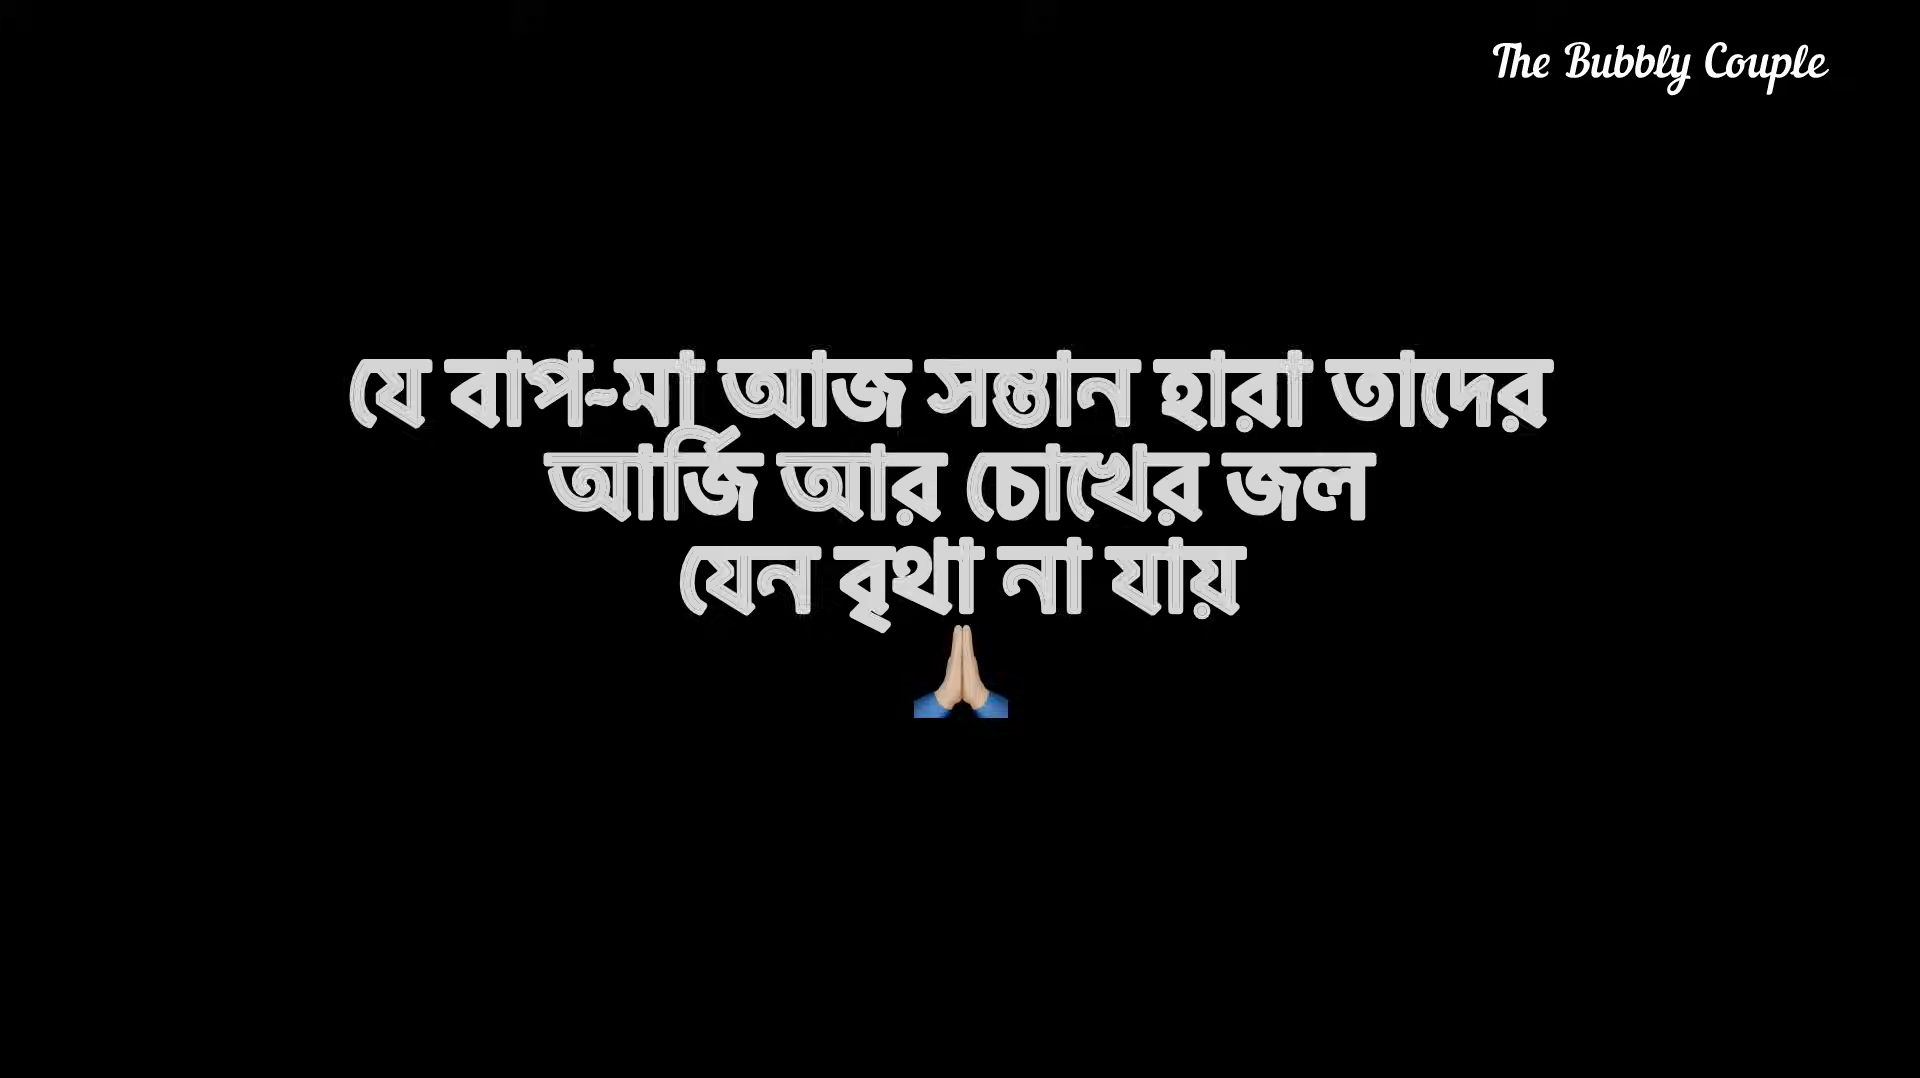 The Bubbly Couple
যে বাপ-মা আজ সন্তান হারা তাদের
আর্জি আর চোখের জল
যেন বৃথা না যায়
🙏🏼